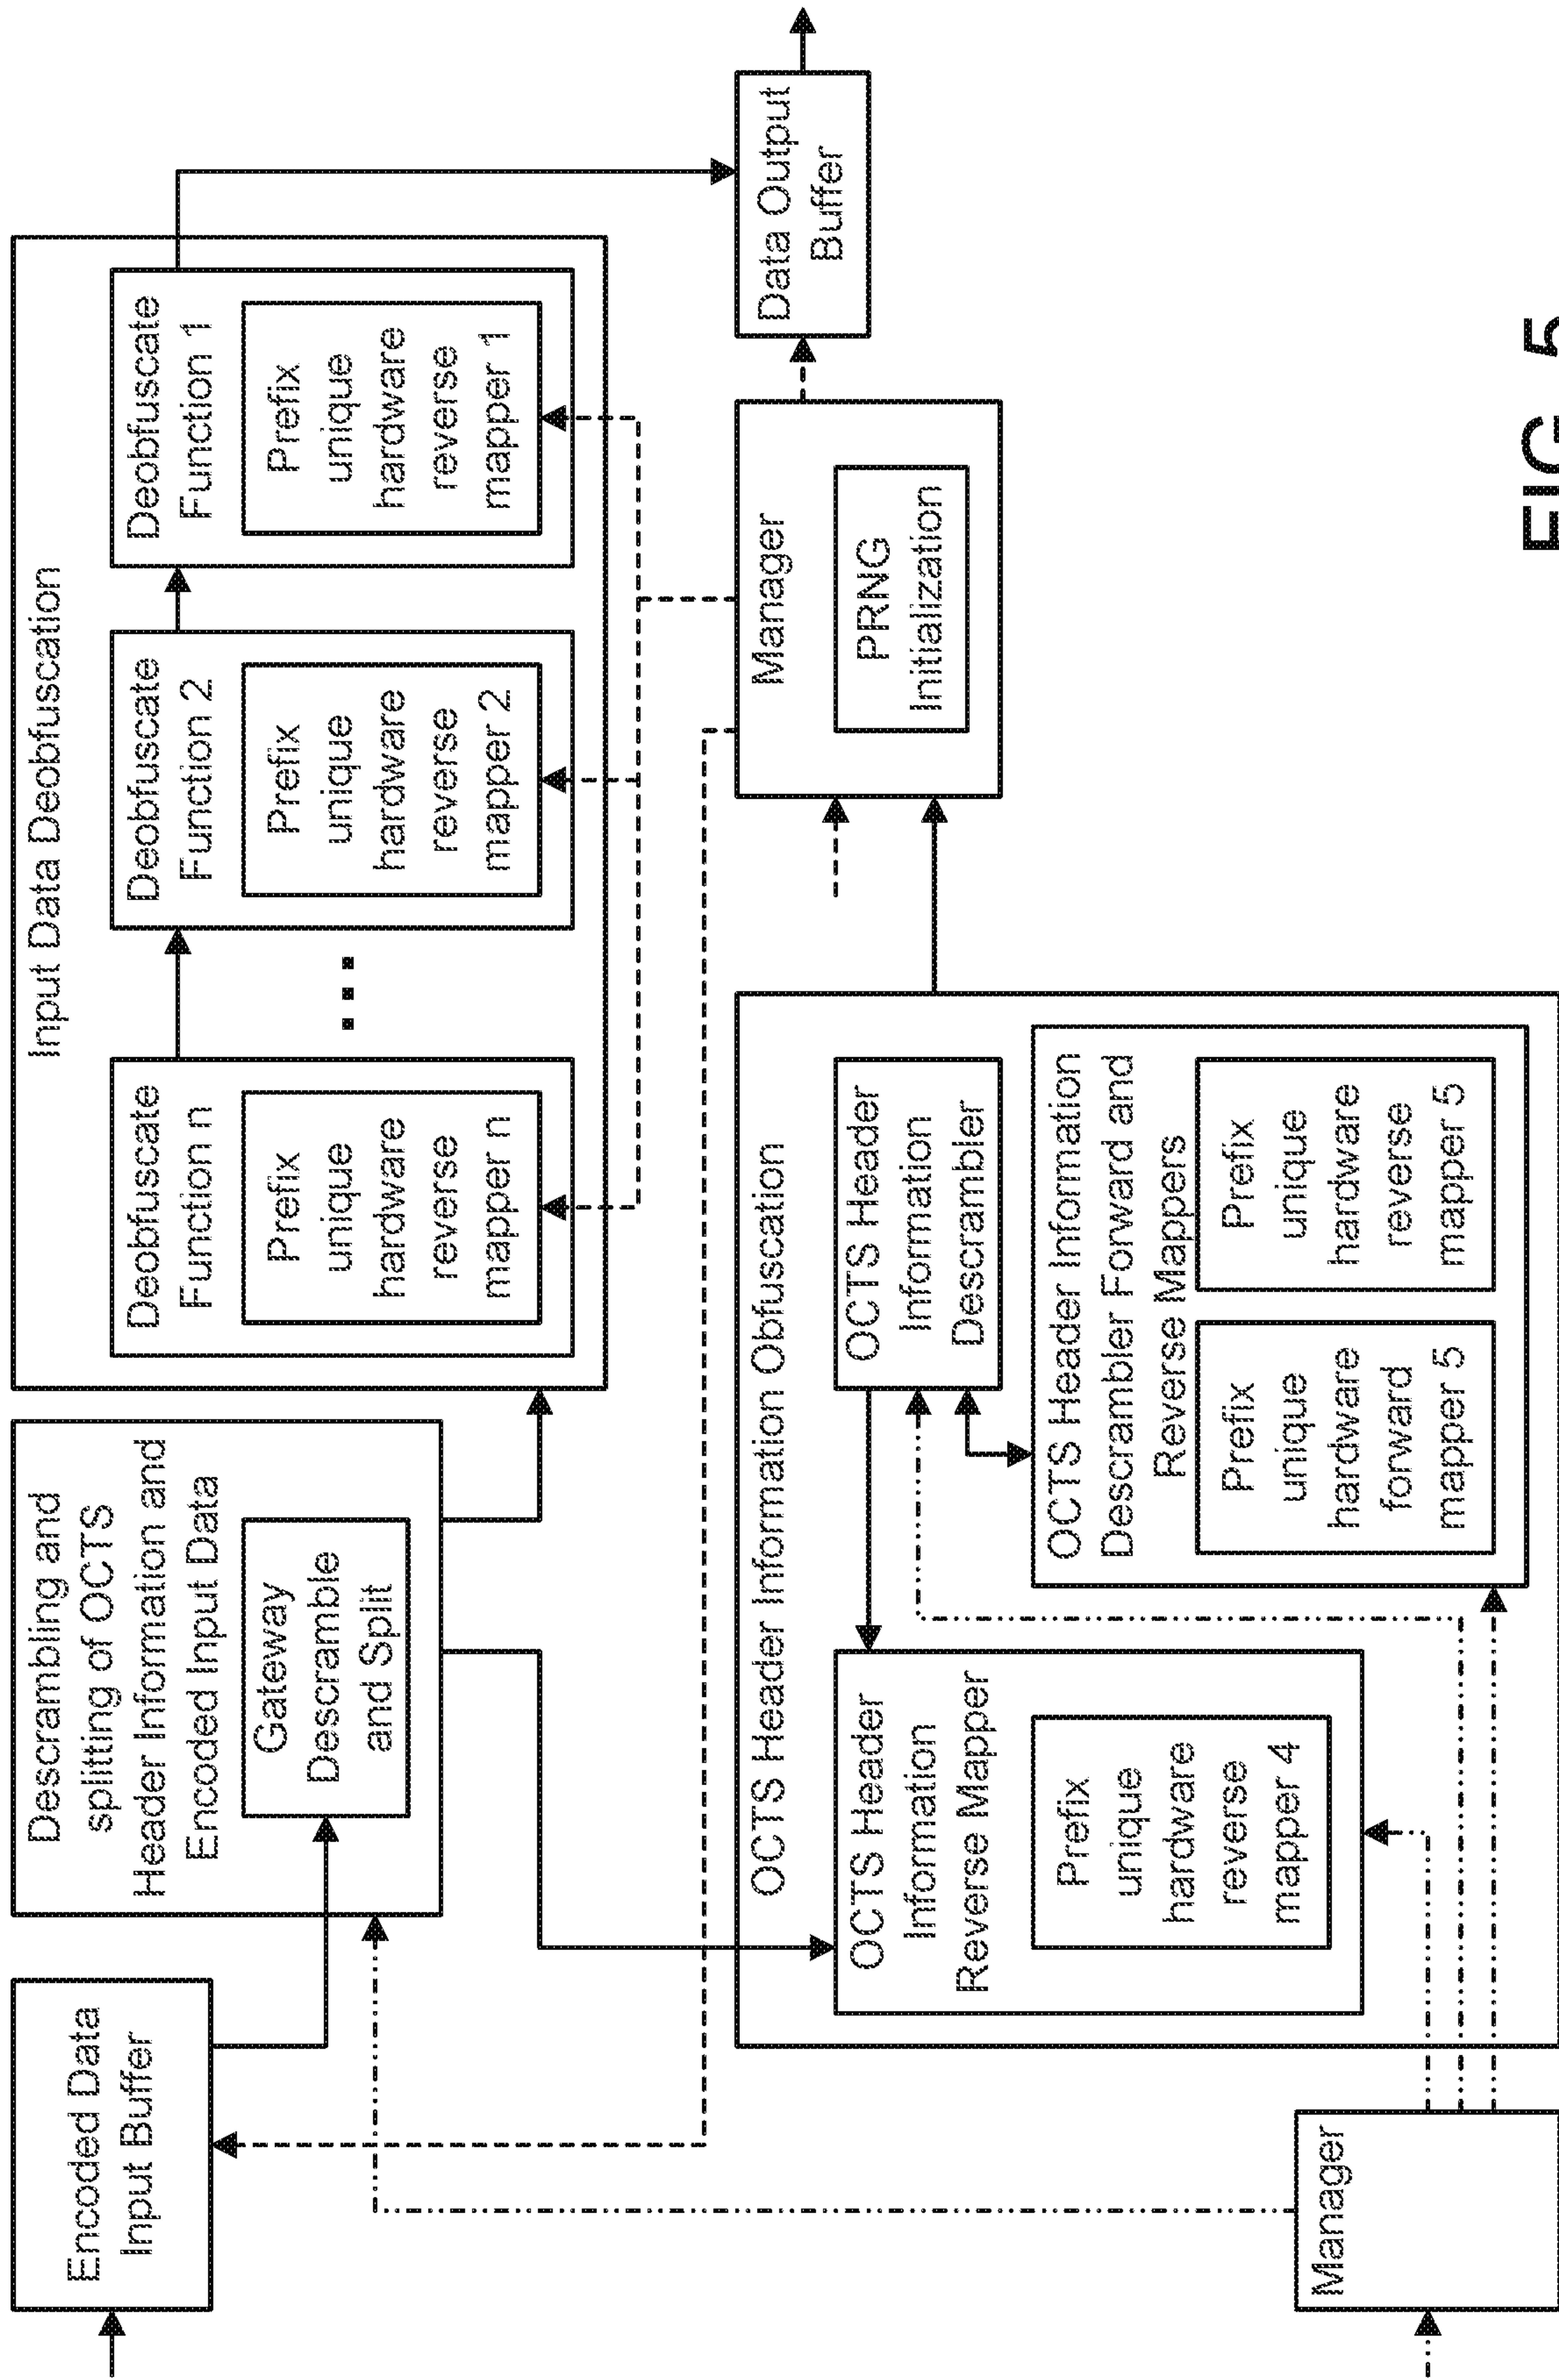 Encoded Data
Input Buffer
Descrambling and
splitting of OCTS
Header Information and
Encoded Input Data
Gateway
Descramble
and Split
Input Data Deobfuscation
Deobfuscate
Function n
Prefix
unique
hardware
reverse
mapper n
...
Deobfuscate
Function 2
Prefix
unique
hardware
reverse
mapper 2
Deobfuscate
Function 1
Prefix
unique
hardware
reverse
mapper 1
OCTS Header Information Obfuscation
OCTS Header
Information
Reverse Mapper
Prefix
unique
hardware
reverse
mapper 4
OCTS Header
Information
Descrambler
OCTS Header Information
Descrambler Forward and
Reverse Mappers
Prefix
unique
hardware
forward
mapper 5
Prefix
unique
hardware
reverse
mapper 5
Manager
PRNG
Initialization
Data Output
Buffer
Manager
FIG. 5